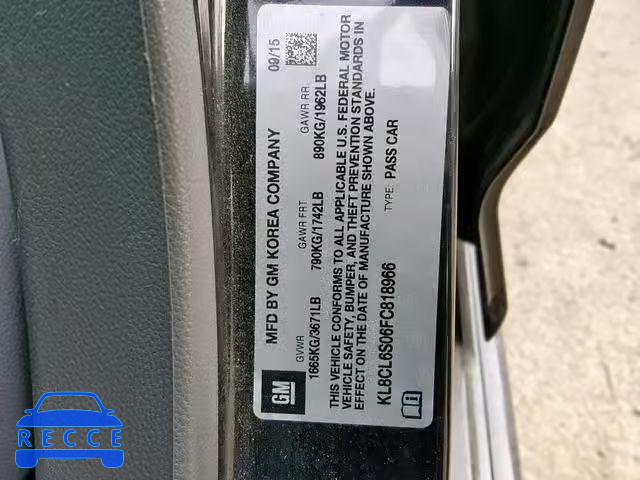 MFD BY GM KOREA COMPANY 09/15
GVWR GAWR FRT GAWR RR
1665KG/3671LB 790KG/1742LB 890KG/1962LB
THIS VEHICLE CONFORMS TO ALL APPLICABLE U.S. FEDERAL MOTOR
VEHICLE SAFETY, BUMPER, AND THEFT PREVENTION STANDARDS IN
EFFECT ON THE DATE OF MANUFACTURE SHOWN ABOVE.
KL8CL6S06FC818966 TYPE: PASS CAR
GM
RECCE